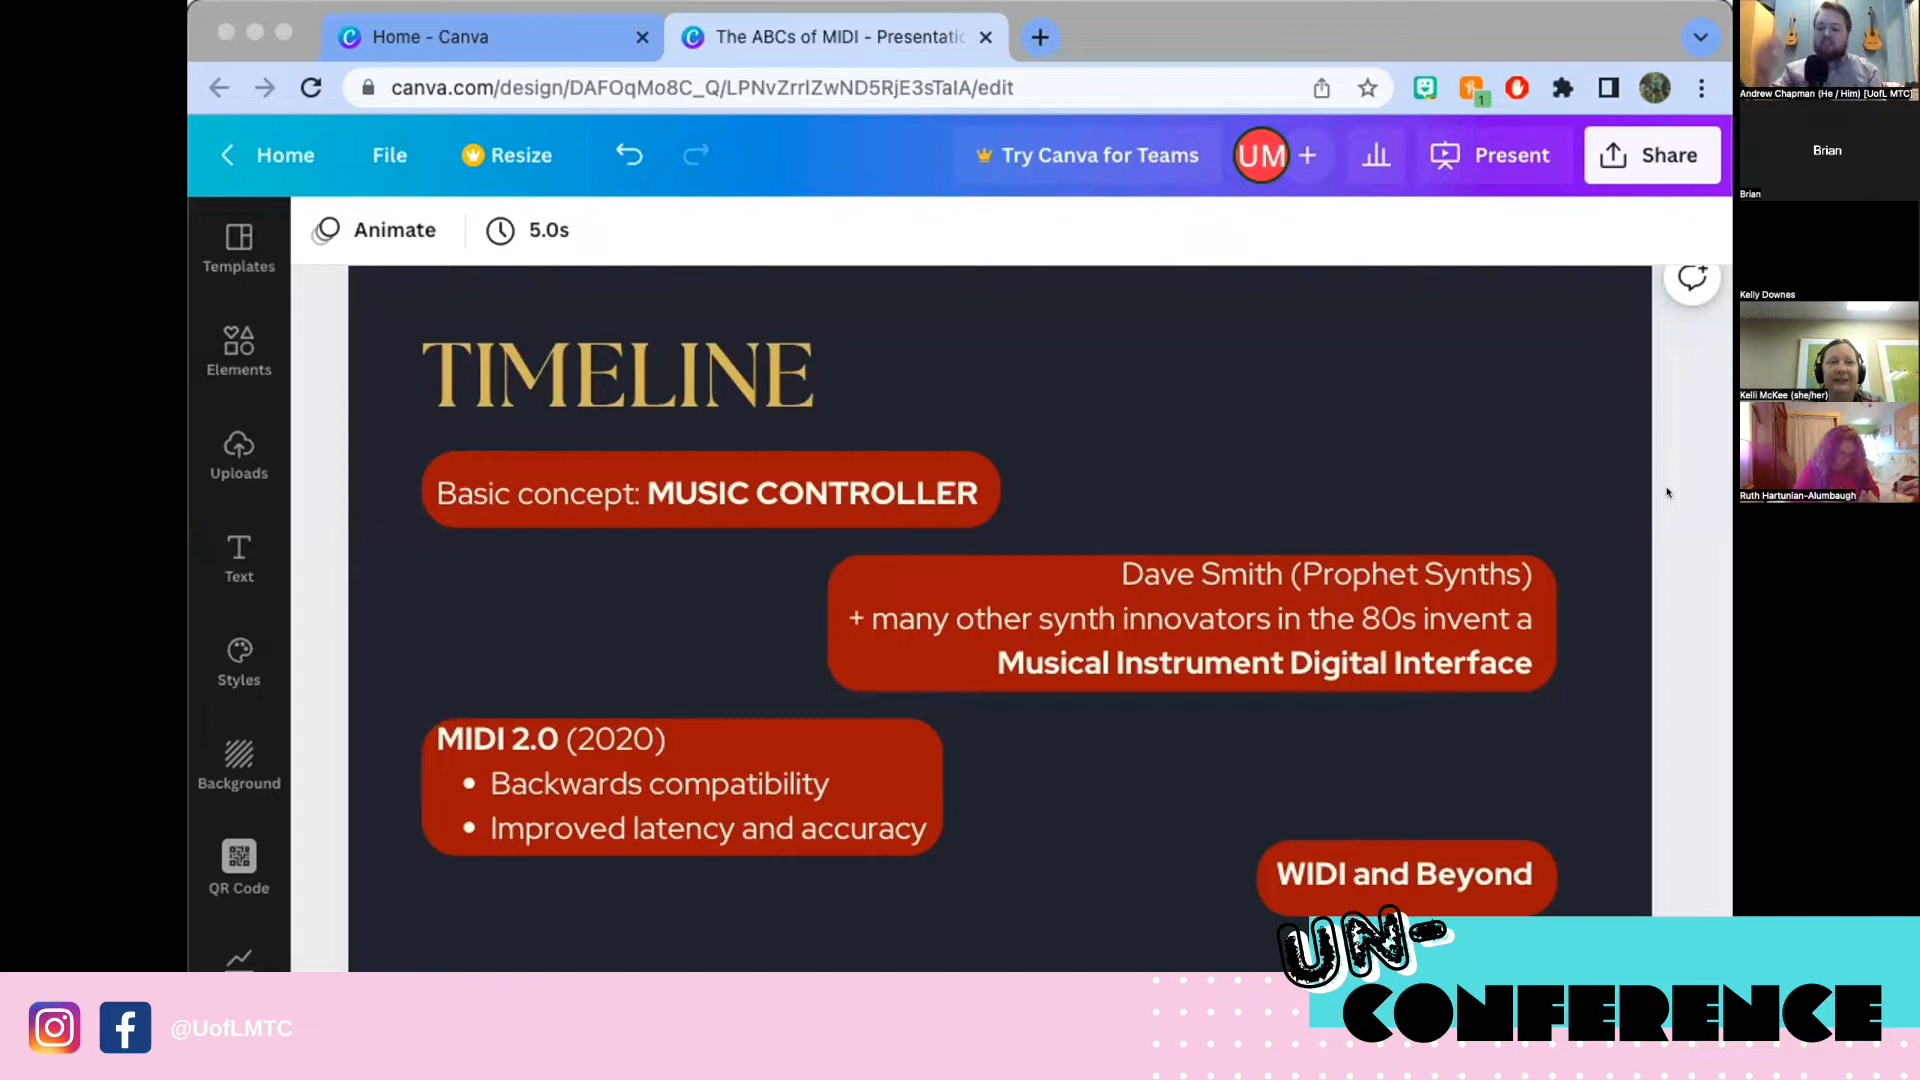 Home - Canva
The ABCs of MIDI - Presentatic
canva.com/design/DAFOqMo8C_Q/LPNvZrrlZwND5RjE3sTaIA/edit
1
Home
File
Resize
Try Canva for Teams
UM
Present
Share
Animate
5.0s
Templates
Elements
Uploads
Text
Styles
Background
QR Code
TIMELINE
Basic concept: MUSIC CONTROLLER
Dave Smith (Prophet Synths)
+ many other synth innovators in the 80s invent a
Musical Instrument Digital Interface
MIDI 2.0 (2020)
• Backwards compatibility
• Improved latency and accuracy
WIDI and Beyond
Andrew Chapman (He / Him) [UofL MTC]
Brian
Brian
Kelly Downes
Kelli McKee (she/her)
Ruth Hartunian-Alumbaugh
@UofLMTC
UN-
CONFERENCE